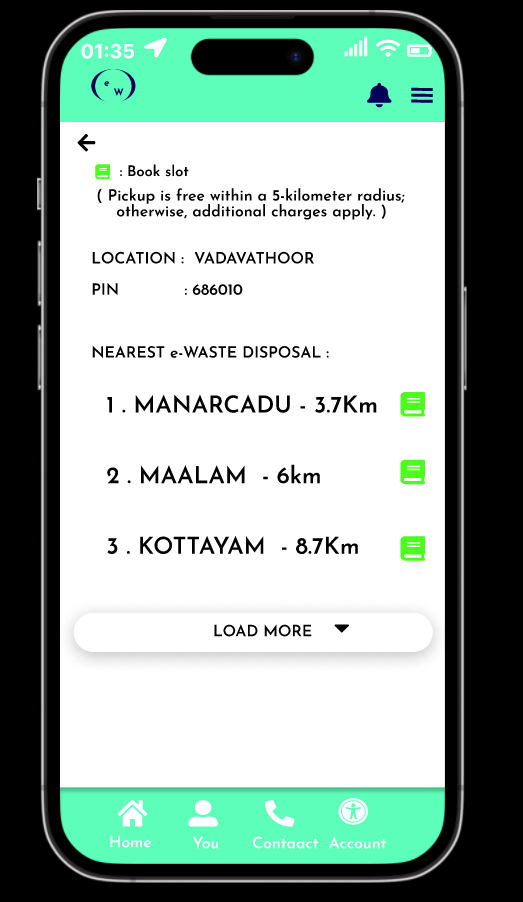 01:35
e
w
: Book slot
( Pickup is free within a 5-kilometer radius;
otherwise, additional charges apply. )
LOCATION : VADAVATHOOR
PIN : 686010
NEAREST e-WASTE DISPOSAL :
1 . MANARCADU - 3.7Km
2 . MAALAM - 6km
3 . KOTTAYAM - 8.7Km
LOAD MORE
Home You Contaact Account